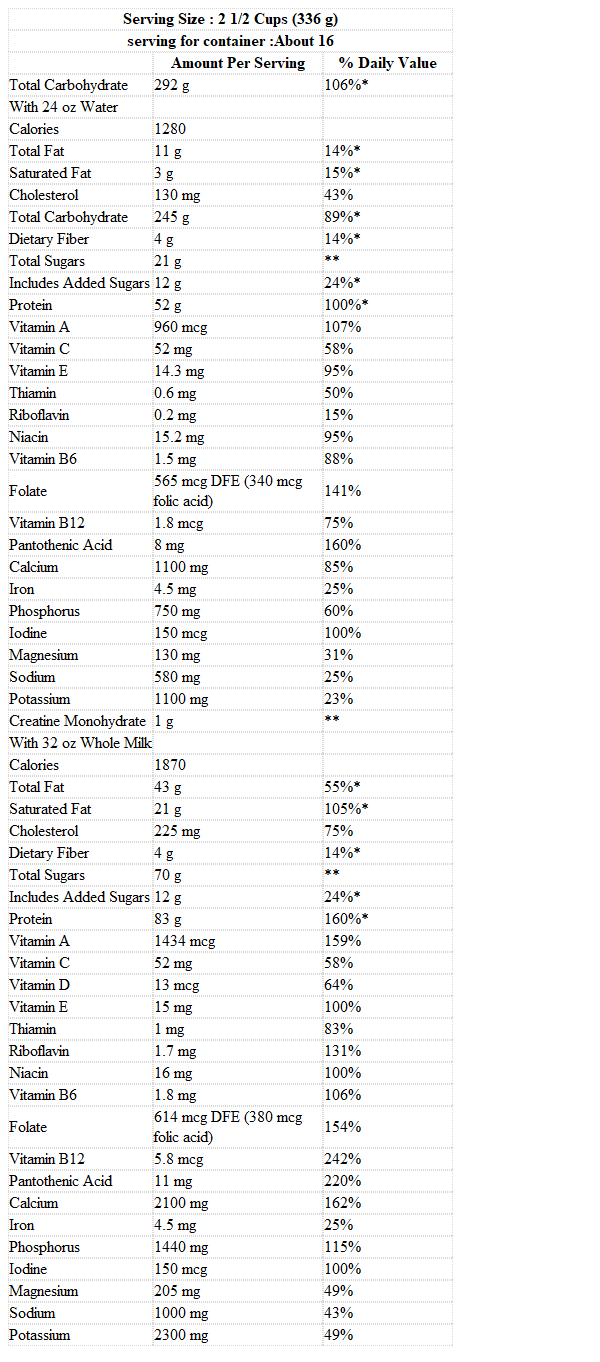 Serving Size : 2 1/2 Cups (336 g)
serving for container :About 16
Amount Per Serving % Daily Value
Total Carbohydrate 292 g 106%*
With 24 oz Water
Calories 1280
Total Fat 11 g 14%*
Saturated Fat 3 g 15%*
Cholesterol 130 mg 43%
Total Carbohydrate 245 g 89%*
Dietary Fiber 4 g 14%*
Total Sugars 21 g **
Includes Added Sugars 12 g 24%*
Protein 52 g 100%*
Vitamin A 960 mcg 107%
Vitamin C 52 mg 58%
Vitamin E 14.3 mg 95%
Thiamin 0.6 mg 50%
Riboflavin 0.2 mg 15%
Niacin 15.2 mg 95%
Vitamin B6 1.5 mg 88%
Folate 565 mcg DFE (340 mcg folic acid) 141%
Vitamin B12 1.8 mcg 75%
Pantothenic Acid 8 mg 160%
Calcium 1100 mg 85%
Iron 4.5 mg 25%
Phosphorus 750 mg 60%
Iodine 150 mcg 100%
Magnesium 130 mg 31%
Sodium 580 mg 25%
Potassium 1100 mg 23%
Creatine Monohydrate 1 g **
With 32 oz Whole Milk
Calories 1870
Total Fat 43 g 55%*
Saturated Fat 21 g 105%*
Cholesterol 225 mg 75%
Dietary Fiber 4 g 14%*
Total Sugars 70 g **
Includes Added Sugars 12 g 24%*
Protein 83 g 160%*
Vitamin A 1434 mcg 159%
Vitamin C 52 mg 58%
Vitamin D 13 mcg 64%
Vitamin E 15 mg 100%
Thiamin 1 mg 83%
Riboflavin 1.7 mg 131%
Niacin 16 mg 100%
Vitamin B6 1.8 mg 106%
Folate 614 mcg DFE (380 mcg folic acid) 154%
Vitamin B12 5.8 mcg 242%
Pantothenic Acid 11 mg 220%
Calcium 2100 mg 162%
Iron 4.5 mg 25%
Phosphorus 1440 mg 115%
Iodine 150 mcg 100%
Magnesium 205 mg 49%
Sodium 1000 mg 43%
Potassium 2300 mg 49%